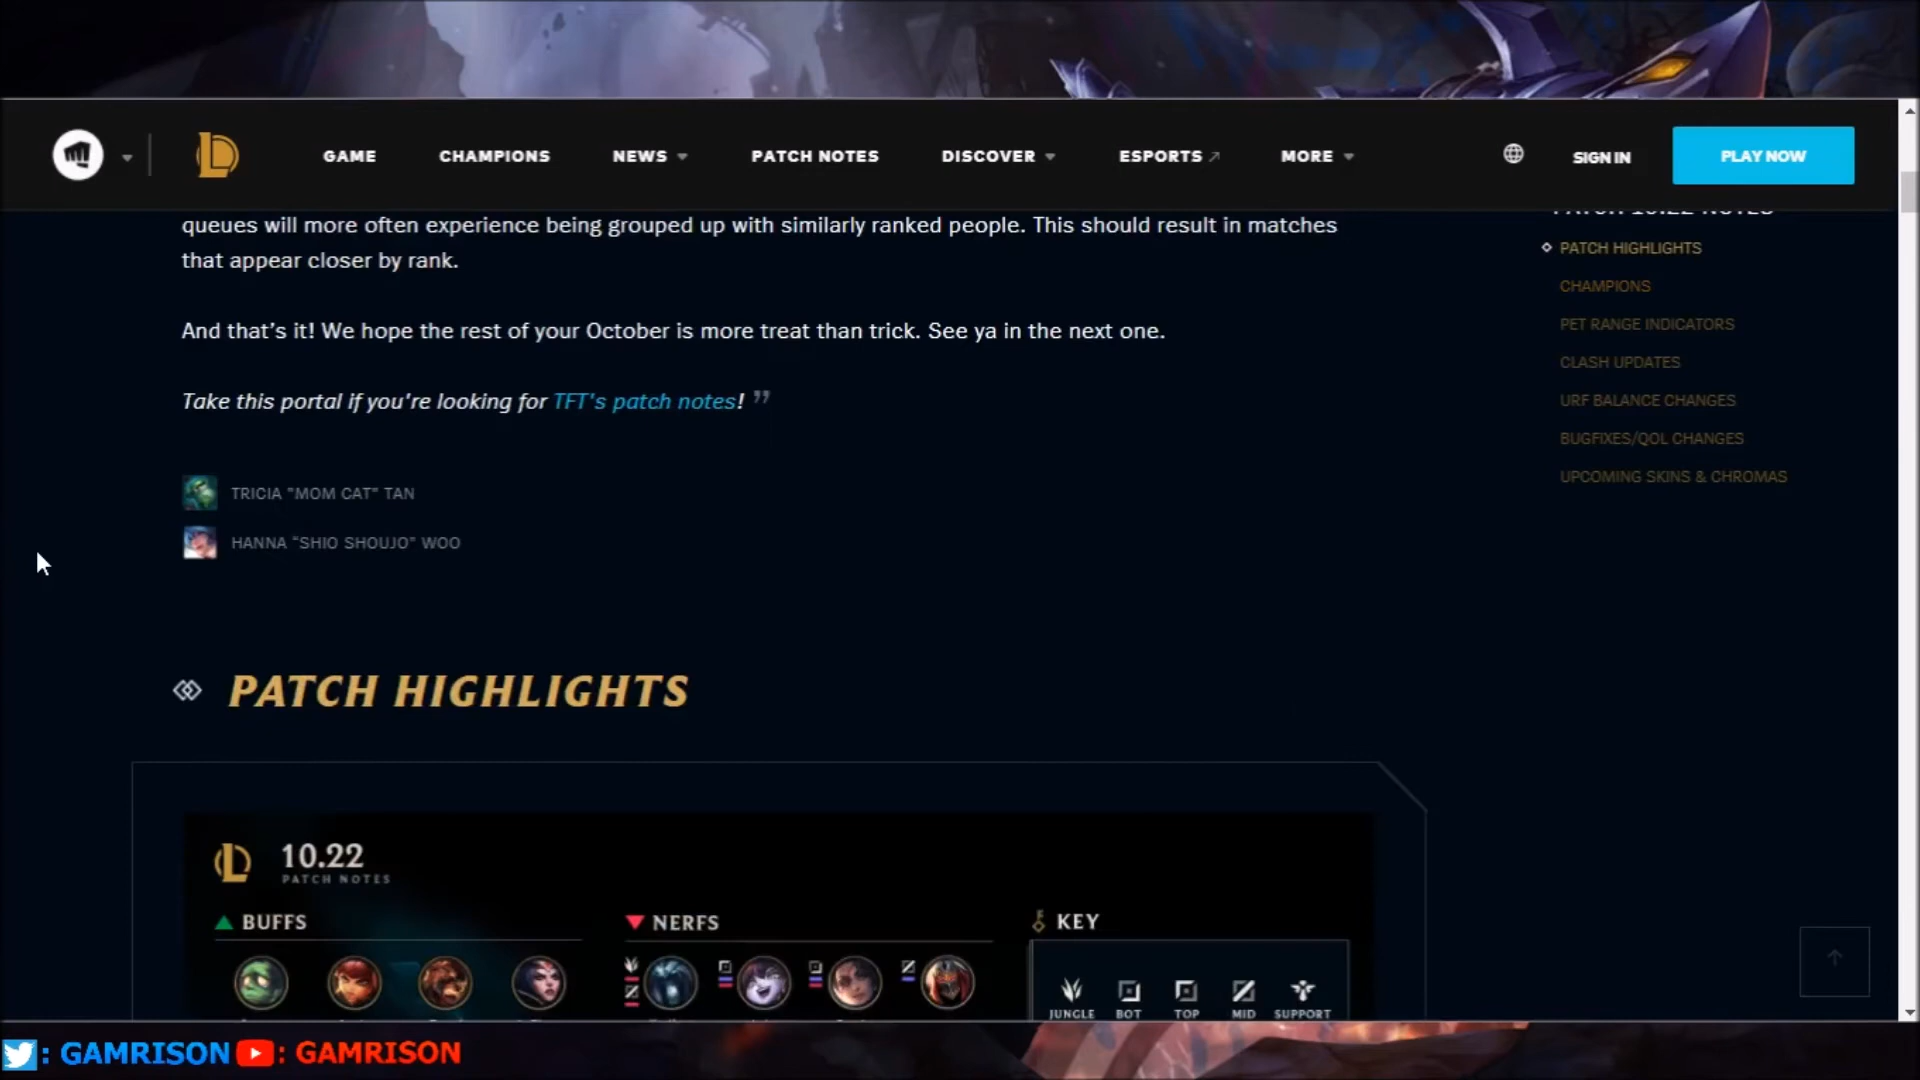 GAME
CHAMPIONS
NEWS
PATCH NOTES
DISCOVER
ESPORTS
MORE
SIGN IN
PLAY NOW
queues will more often experience being grouped up with similarly ranked people. This should result in matches
that appear closer by rank.
And that's it! We hope the rest of your October is more treat than trick. See ya in the next one.
Take this portal if you're looking for TFT's patch notes! ”
TRICIA "MOM CAT" TAN
HANNA "SHIO SHOUJO" WOO
PATCH 10.22 NOTES
PATCH HIGHLIGHTS
CHAMPIONS
PET RANGE INDICATORS
CLASH UPDATES
URF BALANCE CHANGES
BUGFIXES/QOL CHANGES
UPCOMING SKINS & CHROMAS
PATCH HIGHLIGHTS
10.22
PATCH NOTES
BUFFS
NERFS
KEY
JUNGLE
BOT
TOP
MID
SUPPORT
: GAMRISON
: GAMRISON